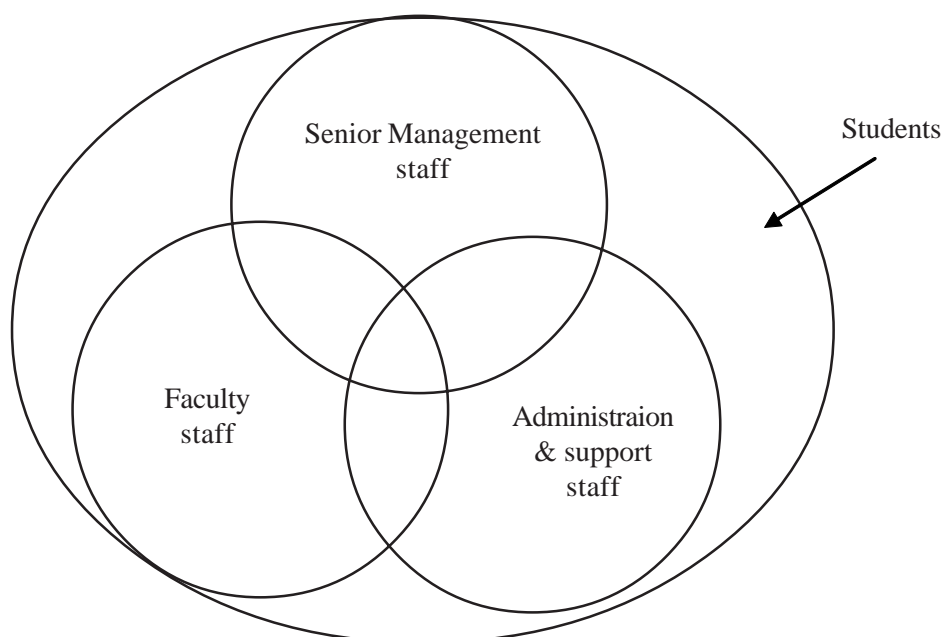 Students
Senior Management
staff
Faculty
staff
Administraion
& support
staff